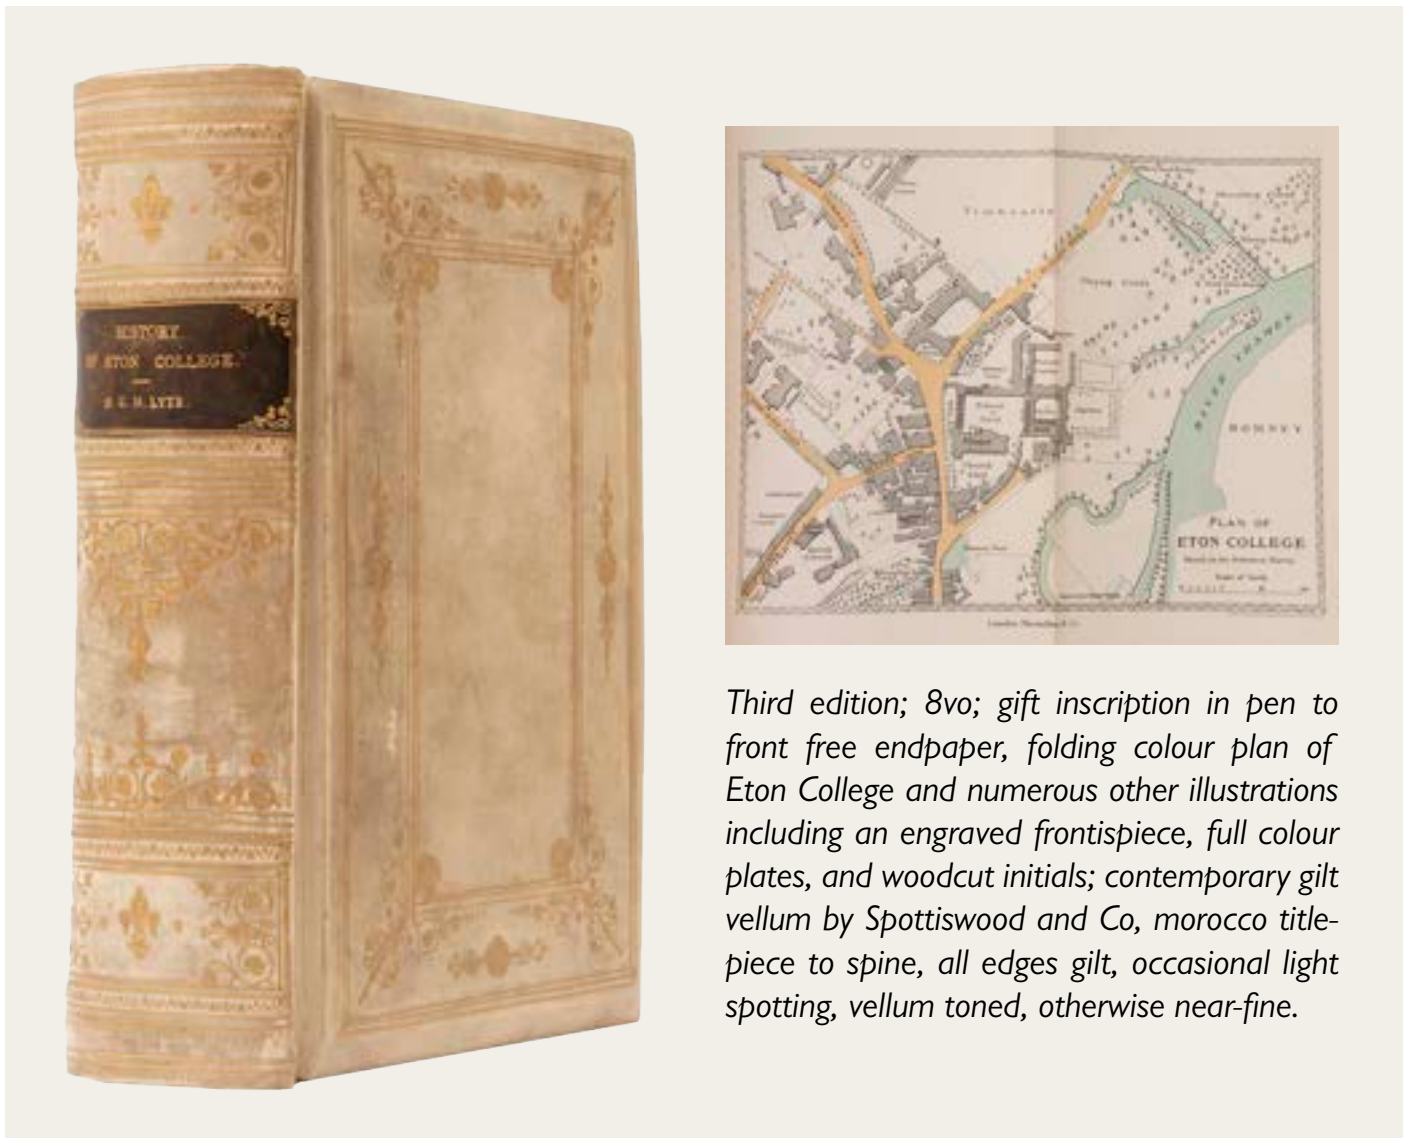 HISTORY.
OF ETON COLLEGE.
H. C. M. LYTE.
RIVER THAMES
ROMNEY
PLAN OF
ETON COLLEGE
Third edition; 8vo; gift inscription in pen to
front free endpaper, folding colour plan of
Eton College and numerous other illustrations
including an engraved frontispiece, full colour
plates, and woodcut initials; contemporary gilt
vellum by Spottiswood and Co, morocco title-
piece to spine, all edges gilt, occasional light
spotting, vellum toned, otherwise near-fine.